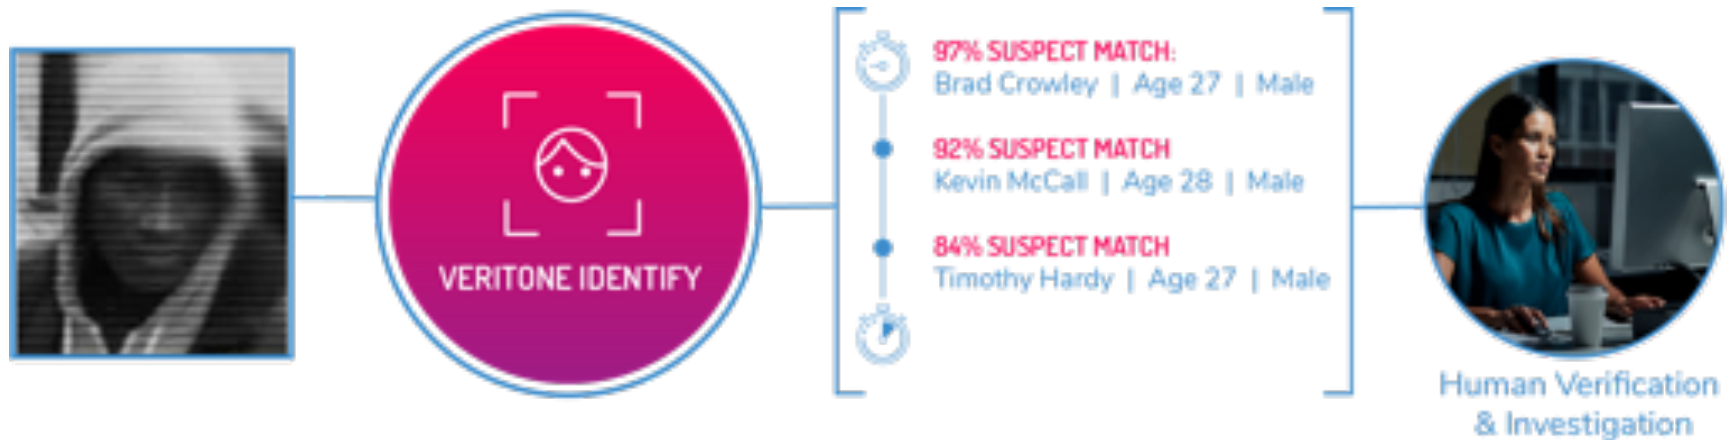 VERITONE IDENTIFY
97% SUSPECT MATCH:
Brad Crowley | Age 27 | Male
92% SUSPECT MATCH
Kevin McCall | Age 28 | Male
84% SUSPECT MATCH
Timothy Hardy | Age 27 | Male
Human Verification
& Investigation